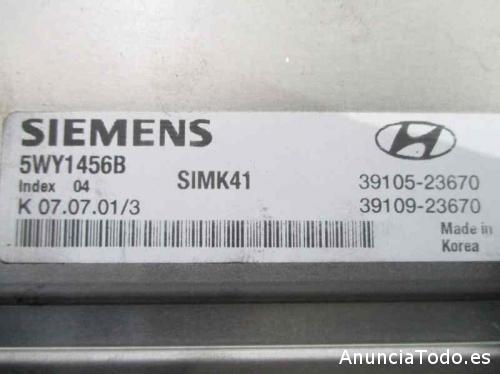 SIEMENS
5WY1456B
Index 04
SIMK41
39105-23670
K 07.07.01/3
39109-23670
Made in
Korea
AnunciaTodo.es